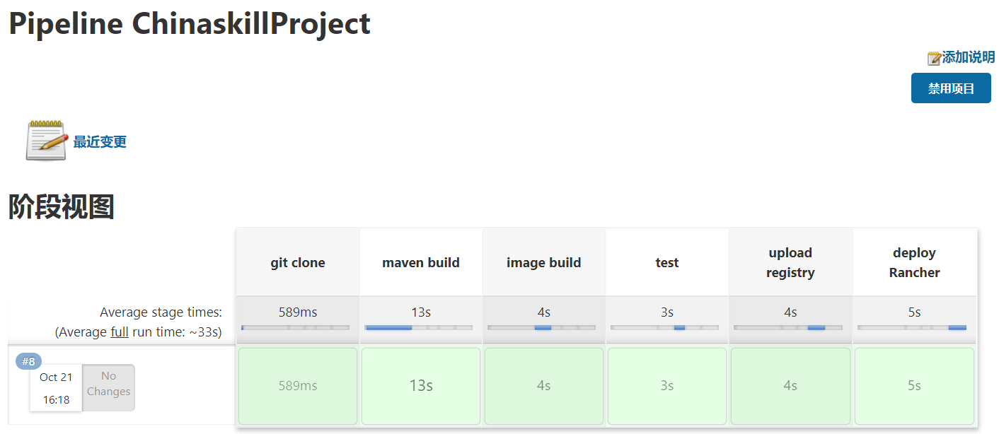 Pipeline ChinaskillProject
添加说明
禁用项目
最近变更
阶段视图
git clone
maven build
image build
test
upload
registry
deploy
Rancher
Average stage times:
(Average full run time: ~33s)
589ms
13s
4s
3s
4s
5s
#8
Oct 21
16:18
No
Changes
589ms
13s
4s
3s
4s
5s